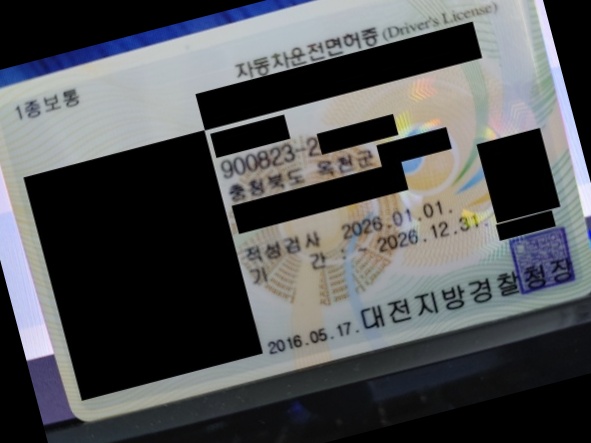 자동차운전면허증 (Driver's License)
1종보통
900823-2
충청북도 옥천군
적성검사 2026.01.01.
기 간 : ~ 2026.12.31.
2016.05.17. 대전지방경찰청장